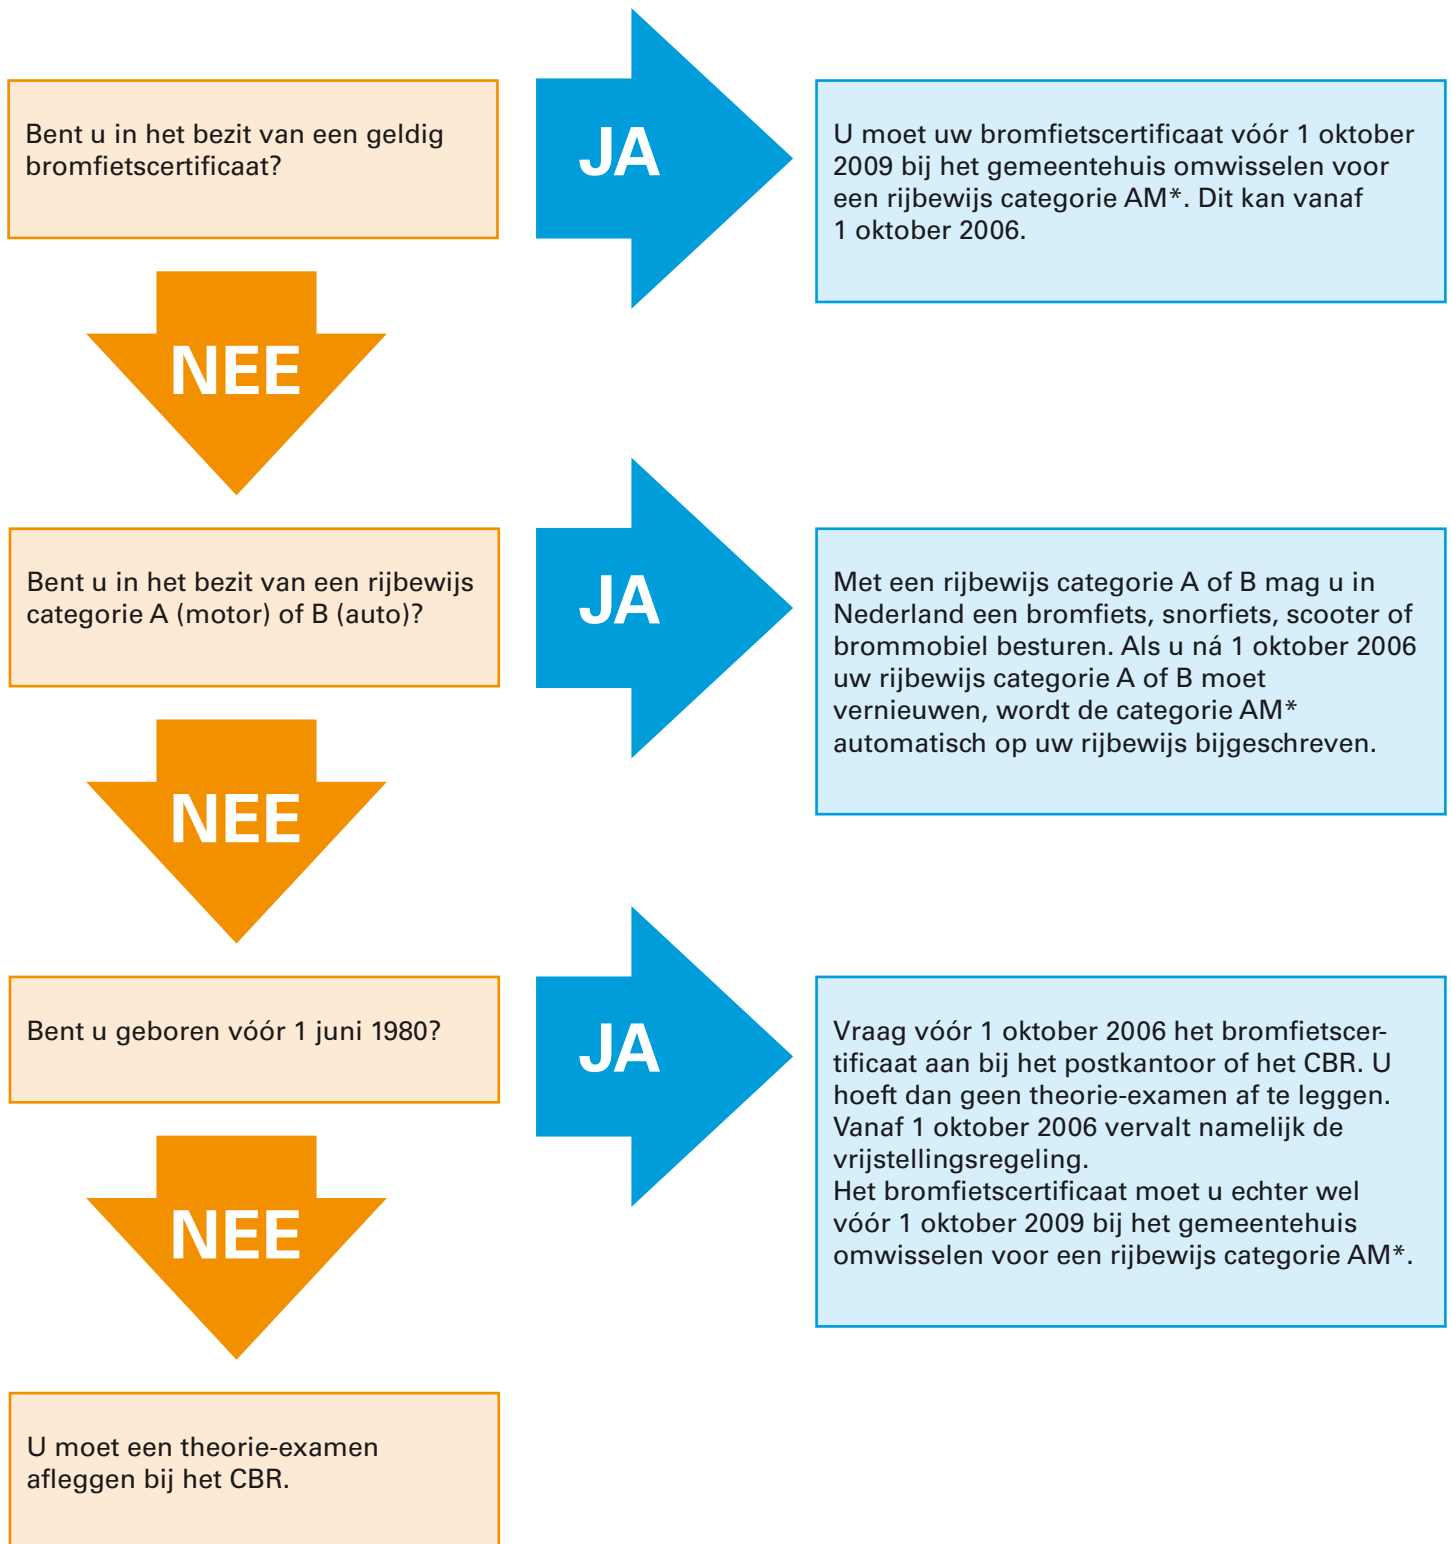 Bent u in het bezit van een geldig
bromfietscertificaat?
JA
U moet uw bromfietscertificaat vóór 1 oktober
2009 bij het gemeentehuis omwisselen voor
een rijbewijs categorie AM*. Dit kan vanaf
1 oktober 2006.
NEE
Bent u in het bezit van een rijbewijs
categorie A (motor) of B (auto)?
JA
Met een rijbewijs categorie A of B mag u in
Nederland een bromfiets, snorfiets, scooter of
brommobiel besturen. Als u ná 1 oktober 2006
uw rijbewijs categorie A of B moet
vernieuwen, wordt de categorie AM*
automatisch op uw rijbewijs bijgeschreven.
NEE
Bent u geboren vóór 1 juni 1980?
JA
Vraag vóór 1 oktober 2006 het bromfietscer-
tificaat aan bij het postkantoor of het CBR. U
hoeft dan geen theorie-examen af te leggen.
Vanaf 1 oktober 2006 vervalt namelijk de
vrijstellingsregeling.
Het bromfietscertificaat moet u echter wel
vóór 1 oktober 2009 bij het gemeentehuis
omwisselen voor een rijbewijs categorie AM*.
NEE
U moet een theorie-examen
afleggen bij het CBR.